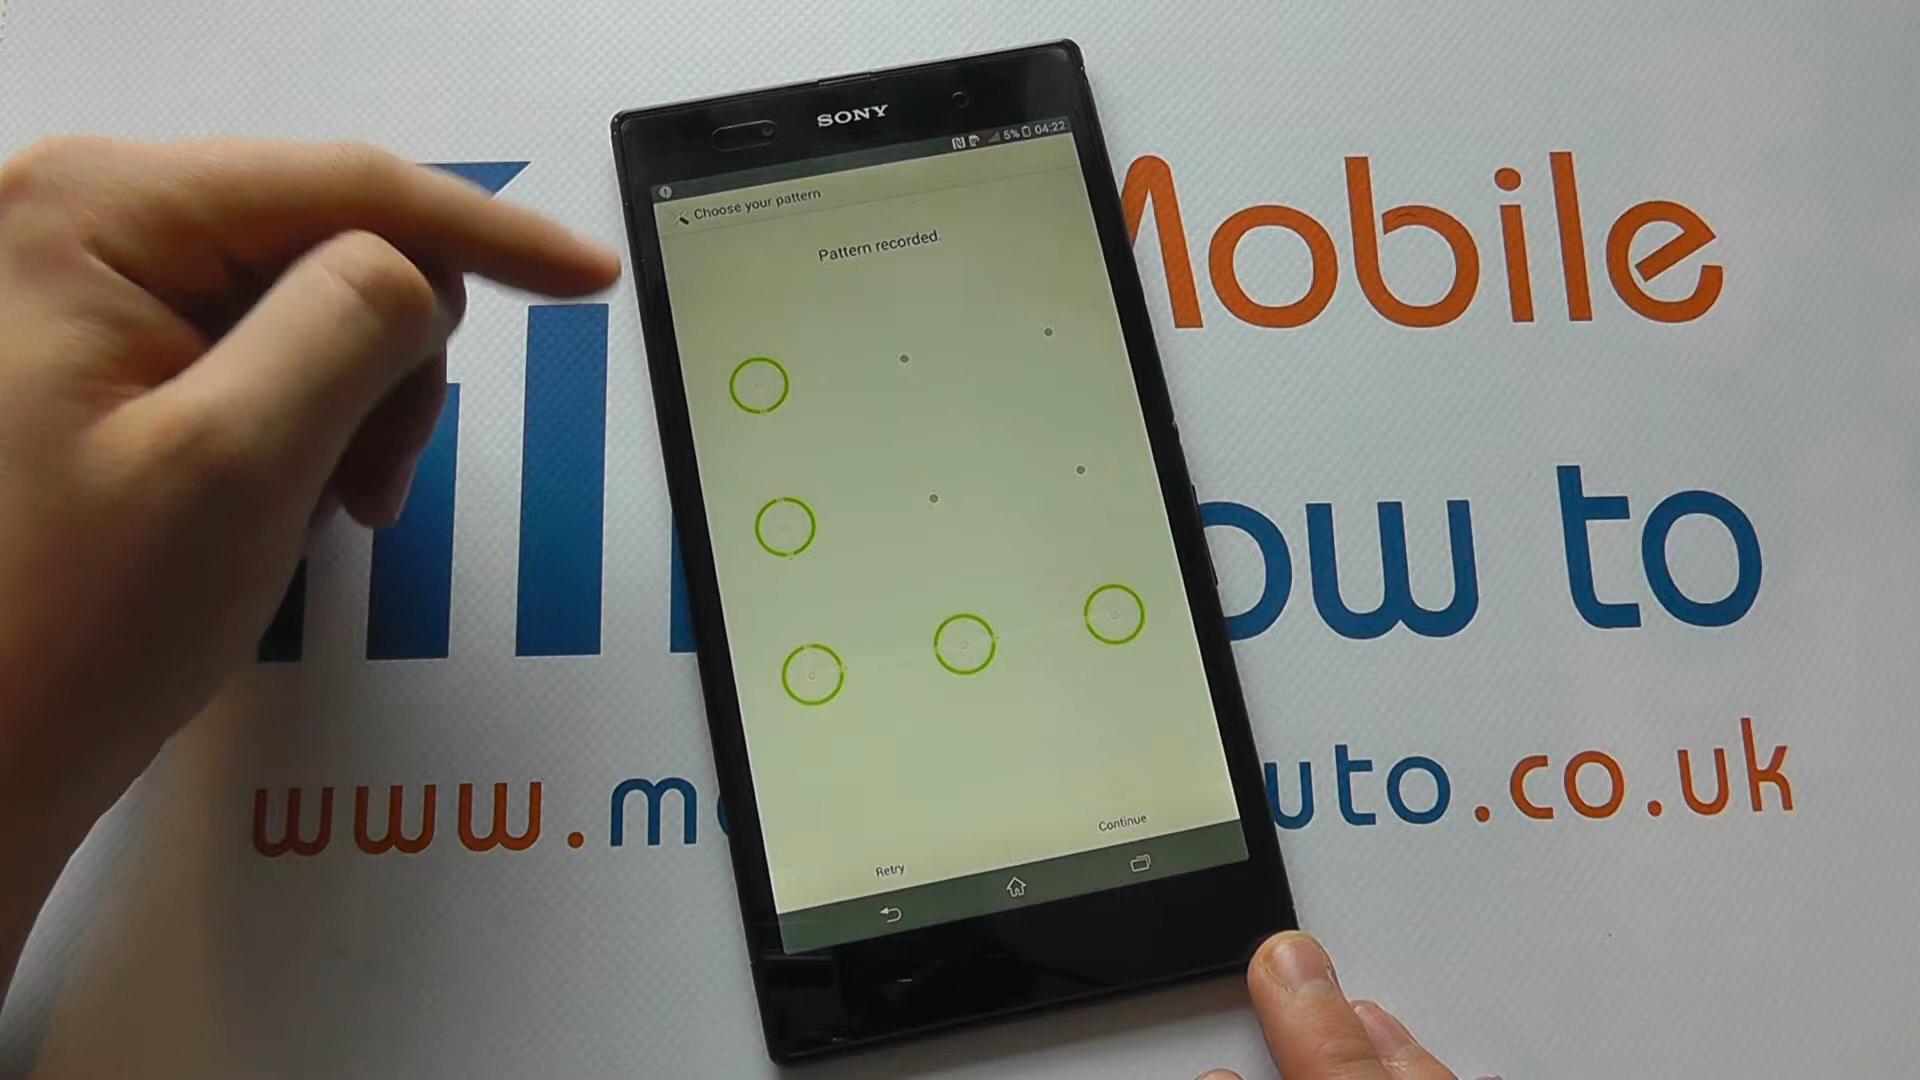 SONY
5% 04:22
Choose your pattern
Pattern recorded.
Retry
Continue
Mobile
ow to
www.m
uto.co.uk